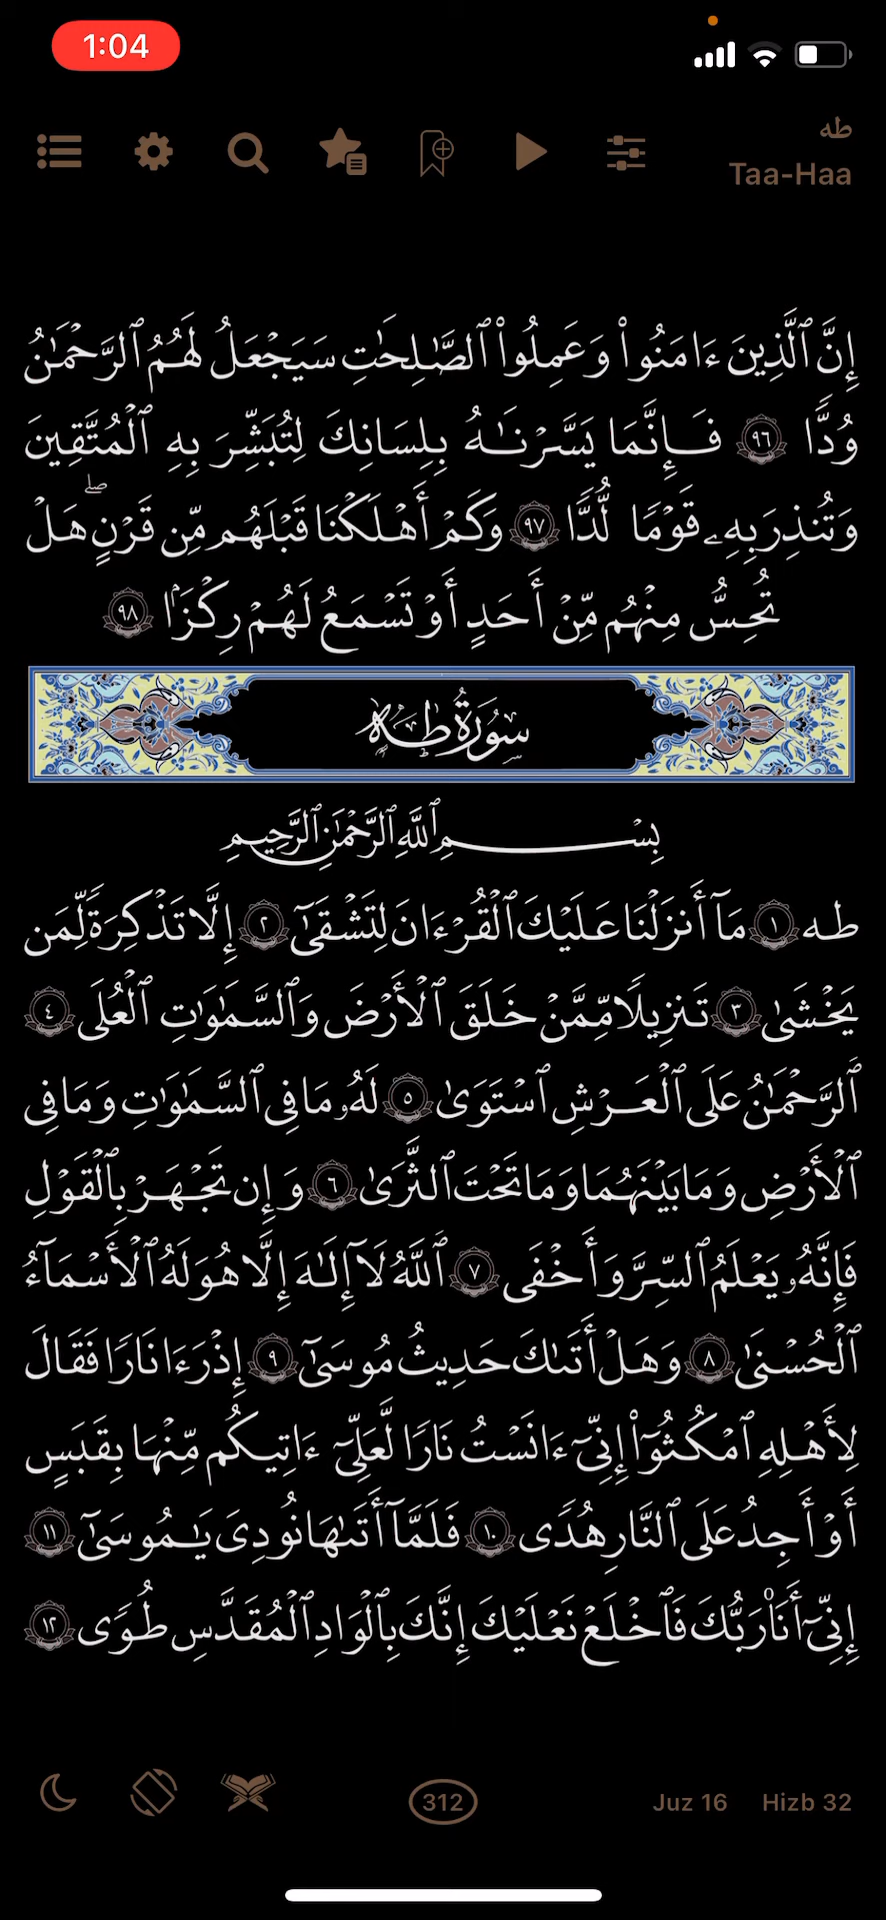 1:04
طه
Taa-Haa
إِنَّ ٱلَّذِينَ ءَامَنُوا۟ وَعَمِلُوا۟ ٱلصَّـٰلِحَـٰتِ سَيَجْعَلُ لَهُمُ ٱلرَّحْمَـٰنُ
وُدًّا ٩٦ فَإِنَّمَا يَسَّرْنَـٰهُ بِلِسَانِكَ لِتُبَشِّرَ بِهِ ٱلْمُتَّقِينَ
وَتُنذِرَ بِهِۦ قَوْمًا لُّدًّا ٩٧ وَكَمْ أَهْلَكْنَا قَبْلَهُم مِّن قَرْنٍ ۖ هَلْ
تُحِسُّ مِنْهُم مِّنْ أَحَدٍ أَوْ تَسْمَعُ لَهُمْ رِكْزًۢا ٩٨
سُورَةُ طه
بِسْمِ ٱللَّهِ ٱلرَّحْمَـٰنِ ٱلرَّحِيمِ
طه ١ مَآ أَنزَلْنَا عَلَيْكَ ٱلْقُرْءَانَ لِتَشْقَىٰٓ ٢ إِلَّا تَذْكِرَةً لِّمَن
يَخْشَىٰ ٣ تَنزِيلًا مِّمَّنْ خَلَقَ ٱلْأَرْضَ وَٱلسَّمَـٰوَٰتِ ٱلْعُلَى ٤
ٱلرَّحْمَـٰنُ عَلَى ٱلْعَرْشِ ٱسْتَوَىٰ ٥ لَهُۥ مَا فِى ٱلسَّمَـٰوَٰتِ وَمَا فِى
ٱلْأَرْضِ وَمَا بَيْنَهُمَا وَمَا تَحْتَ ٱلثَّرَىٰ ٦ وَإِن تَجْهَرْ بِٱلْقَوْلِ
فَإِنَّهُۥ يَعْلَمُ ٱلسِّرَّ وَأَخْفَى ٧ ٱللَّهُ لَآ إِلَـٰهَ إِلَّا هُوَ لَهُ ٱلْأَسْمَآءُ
ٱلْحُسْنَىٰ ٨ وَهَلْ أَتَىٰكَ حَدِيثُ مُوسَىٰٓ ٩ إِذْ رَءَا نَارًا فَقَالَ
لِأَهْلِهِ ٱمْكُثُوٓا۟ إِنِّىٓ ءَانَسْتُ نَارًا لَّعَلِّىٓ ءَاتِيكُم مِّنْهَا بِقَبَسٍ
أَوْ أَجِدُ عَلَى ٱلنَّارِ هُدًى ١٠ فَلَمَّآ أَتَىٰهَا نُودِىَ يَـٰمُوسَىٰٓ ١١
إِنِّىٓ أَنَا۠ رَبُّكَ فَٱخْلَعْ نَعْلَيْكَ إِنَّكَ بِٱلْوَادِ ٱلْمُقَدَّسِ طُوًى ١٢
312 Juz 16 Hizb 32